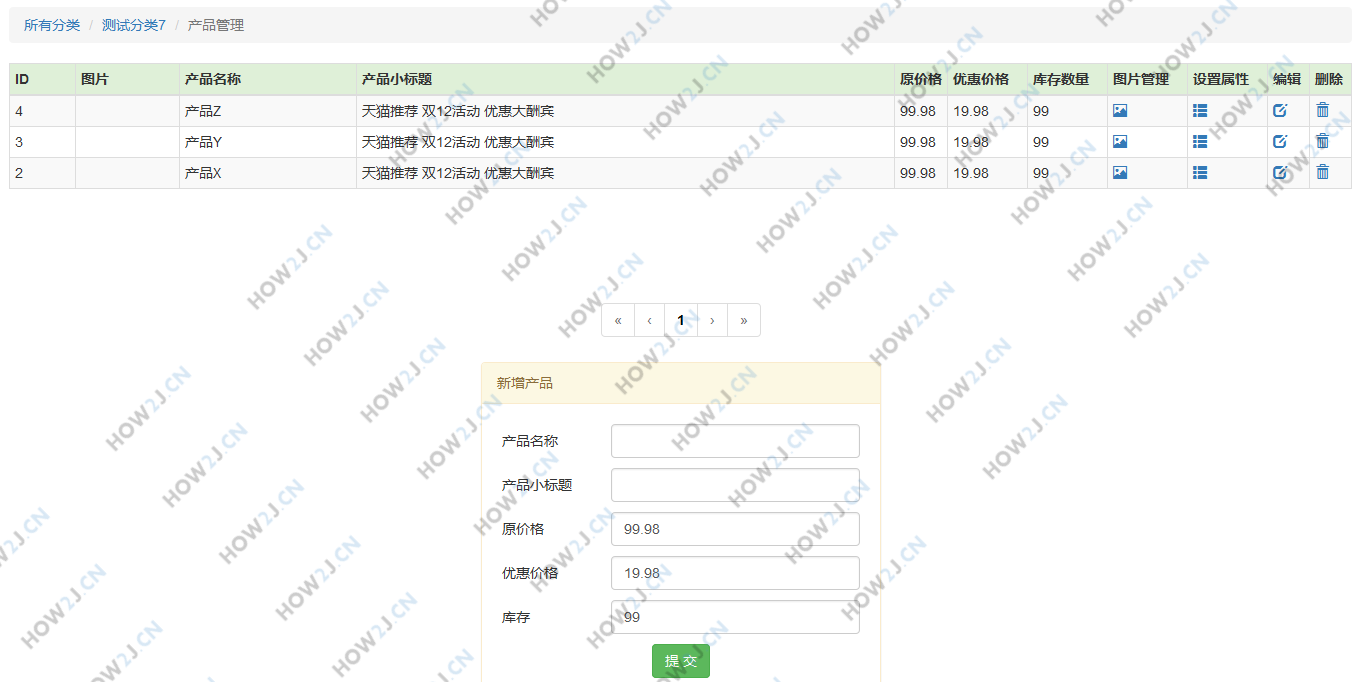 所有分类 / 测试分类7 / 产品管理
ID 图片 产品名称 产品小标题 原价格 优惠价格 库存数量 图片管理 设置属性 编辑 删除
4 产品Z 天猫推荐 双12活动 优惠大酬宾 99.98 19.98 99
3 产品Y 天猫推荐 双12活动 优惠大酬宾 99.98 19.98 99
2 产品X 天猫推荐 双12活动 优惠大酬宾 99.98 19.98 99
« ‹ 1 › »
新增产品
产品名称
产品小标题
原价格 99.98
优惠价格 19.98
库存 99
提 交
HOW2J.CN